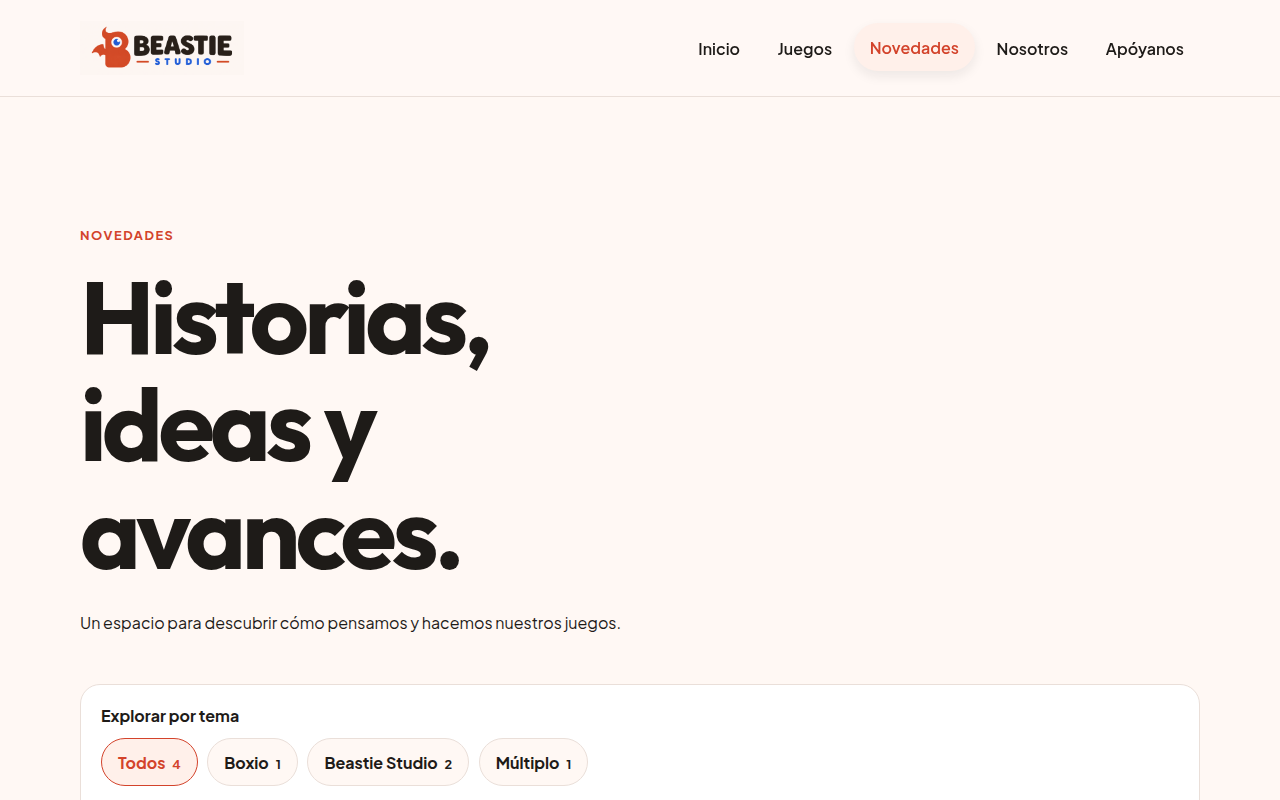 BEASTIE
STUDIO
Inicio Juegos Novedades Nosotros Apóyanos
NOVEDADES
Historias,
ideas y
avances.
Un espacio para descubrir cómo pensamos y hacemos nuestros juegos.
Explorar por tema
Todos 4 Boxio 1 Beastie Studio 2 Múltiplo 1